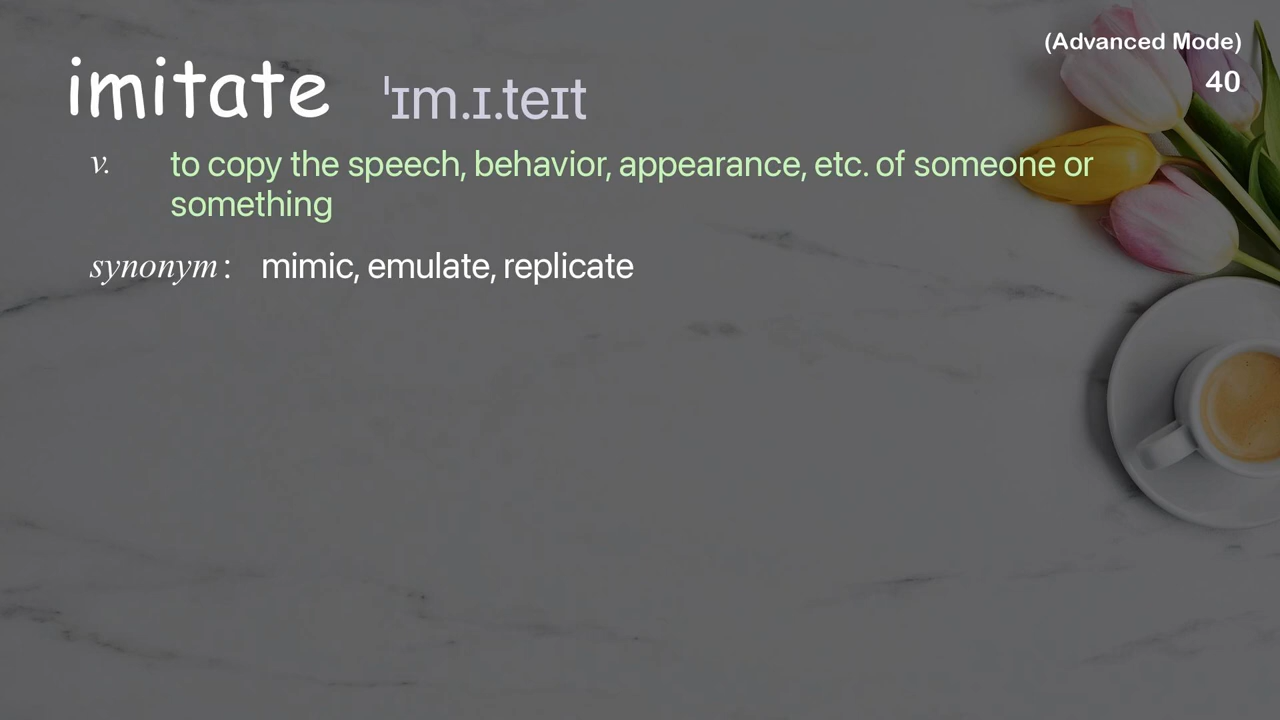 (Advanced Mode)
imitate ˈɪm.ɪ.teɪt
40
v. to copy the speech, behavior, appearance, etc. of someone or
something
synonym : mimic, emulate, replicate